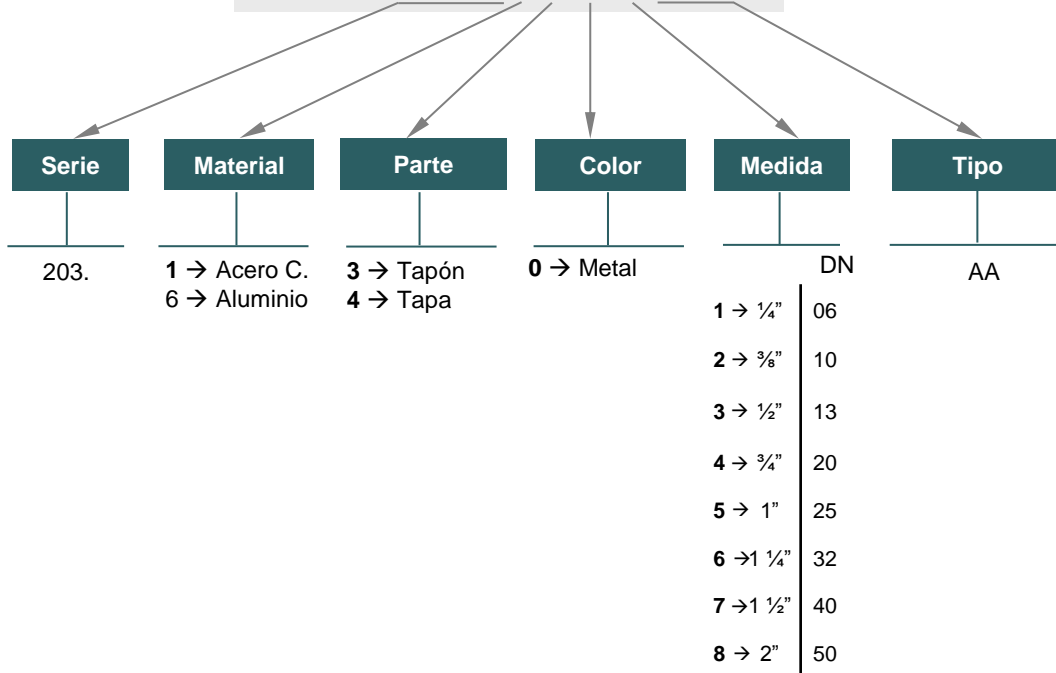 Serie Material Parte Color Medida Tipo
203. 1 → Acero C. 3 → Tapón 0 → Metal DN AA
6 → Aluminio 4 → Tapa
1 → ¼” 06
2 → ⅜” 10
3 → ½” 13
4 → ¾” 20
5 → 1” 25
6 →1 ¼” 32
7 →1 ½” 40
8 → 2” 50